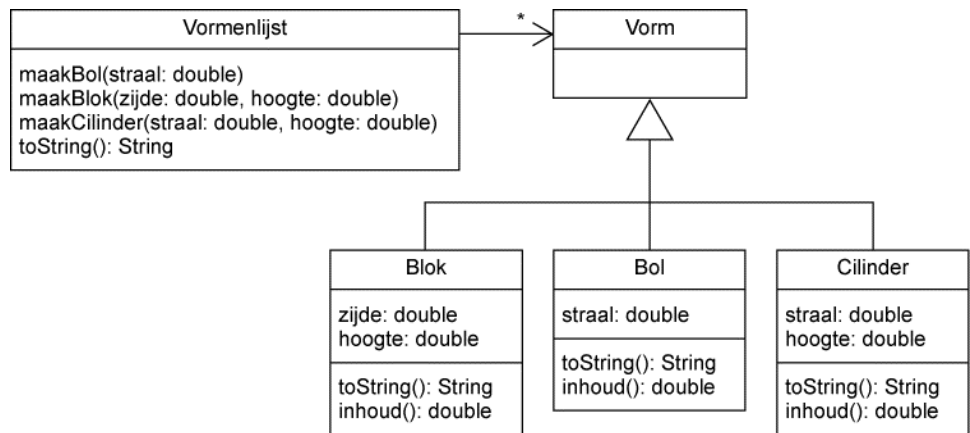 Vormenlijst
maakBol(straal: double)
maakBlok(zijde: double, hoogte: double)
maakCilinder(straal: double, hoogte: double)
toString(): String
*
Vorm
Blok
zijde: double
hoogte: double
toString(): String
inhoud(): double
Bol
straal: double
toString(): String
inhoud(): double
Cilinder
straal: double
hoogte: double
toString(): String
inhoud(): double